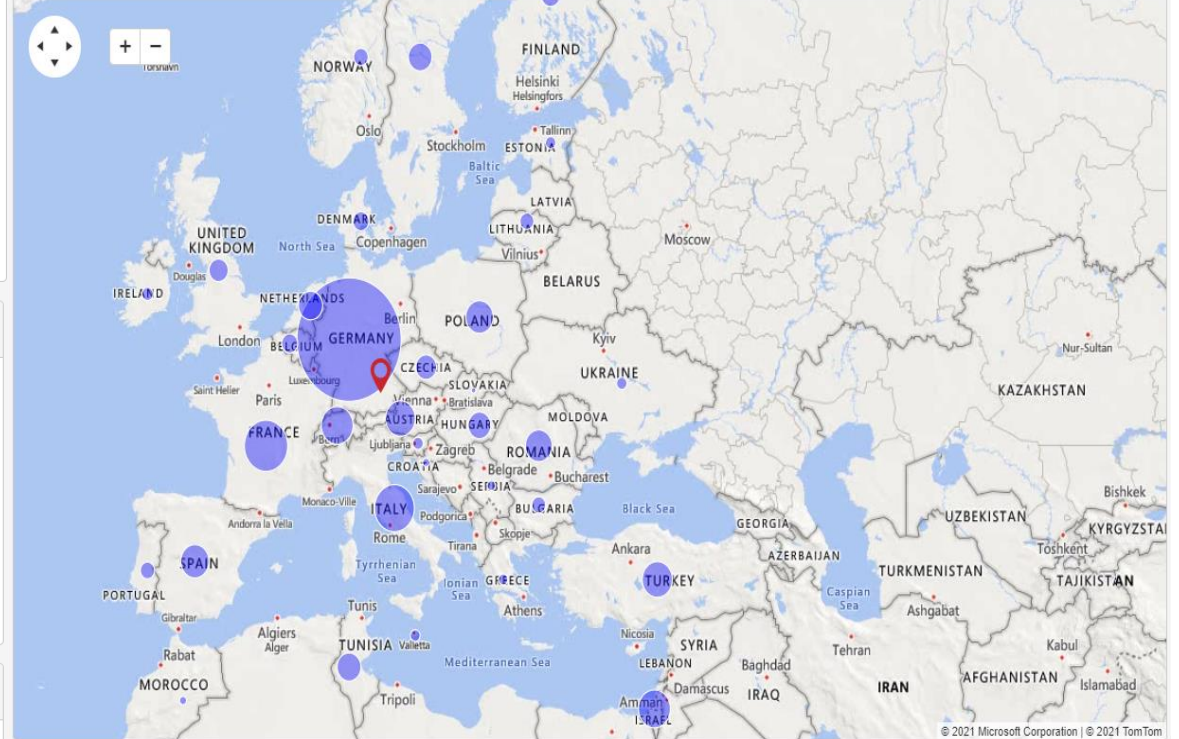 + −
Torshavn
NORWAY
FINLAND
Helsinki
Helsingfors
Oslo
Stockholm
Tallinn
ESTONIA
Baltic
Sea
LATVIA
DENMARK
Copenhagen
LITHUANIA
Vilnius
Moscow
UNITED
KINGDOM
North Sea
Douglas
IRELAND
BELARUS
NETHERLANDS
Berlin
POLAND
London
BELGIUM
GERMANY
Kyiv
Nur-Sultan
Luxembourg
CZECHIA
UKRAINE
Saint Helier
Paris
SLOVAKIA
KAZAKHSTAN
Vienna
Bratislava
FRANCE
Bern
AUSTRIA
HUNGARY
MOLDOVA
Ljubljana
Zagreb
ROMANIA
CROATIA
Belgrade
Bucharest
Monaco-Ville
Sarajevo
SERBIA
Bishkek
ITALY
Podgorica
BULGARIA
Black Sea
UZBEKISTAN
Andorra la Vella
Rome
Skopje
GEORGIA
KYRGYZSTA
Tirana
Ankara
AZERBAIJAN
Toshkent
SPAIN
Tyrrhenian
Sea
Ionian
Sea
GREECE
TURKEY
TURKMENISTAN
TAJIKISTAN
PORTUGAL
Caspian
Sea
Gibraltar
Tunis
Athens
Ashgabat
Algiers
Alger
TUNISIA
Valletta
Nicosia
SYRIA
Tehran
Kabul
Rabat
Mediterranean Sea
LEBANON
Baghdad
MOROCCO
Damascus
IRAQ
IRAN
AFGHANISTAN
Islamabad
Tripoli
Amman
ISRAEL
© 2021 Microsoft Corporation | © 2021 TomTom